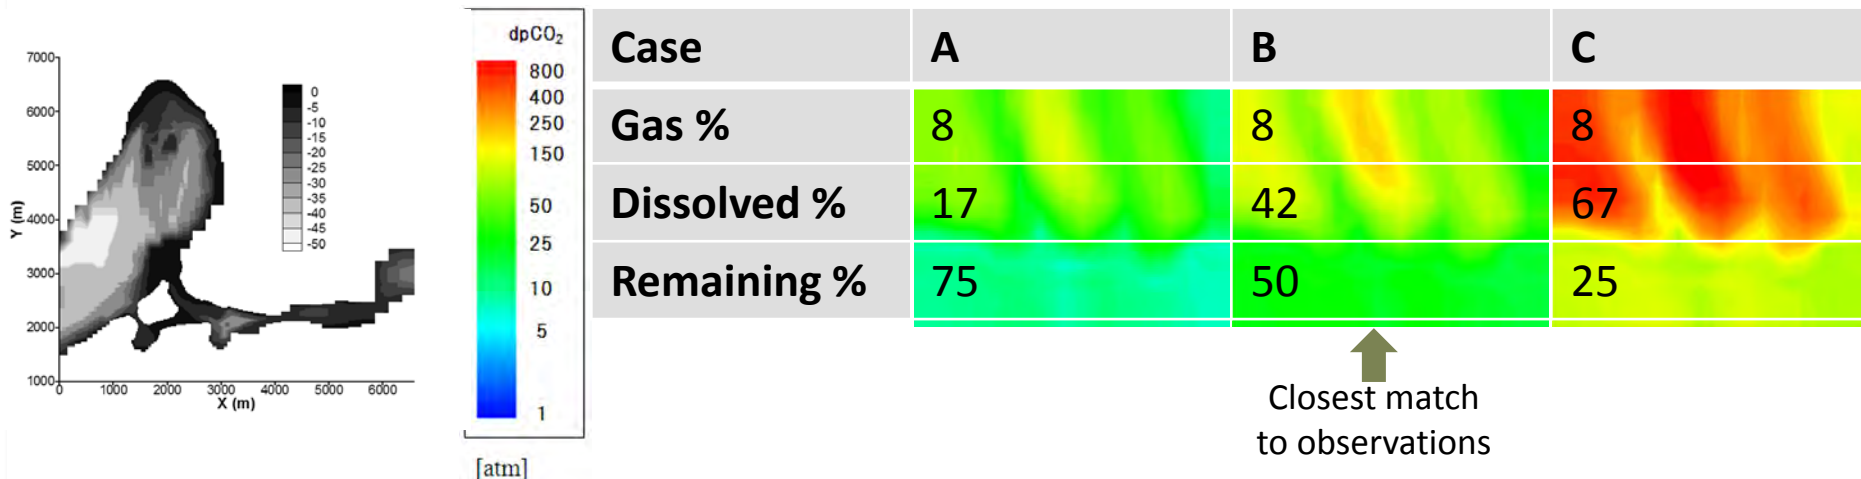 7000
6000
5000
4000
3000
2000
1000
Y (m)
0 1000 2000 3000 4000 5000 6000
X (m)
0
-5
-10
-15
-20
-25
-30
-35
-40
-45
-50
dpCO₂
800
400
250
150
50
25
10
5
1
[atm]
Case A B C
Gas % 8 8 8
Dissolved % 17 42 67
Remaining % 75 50 25
Closest match
to observations